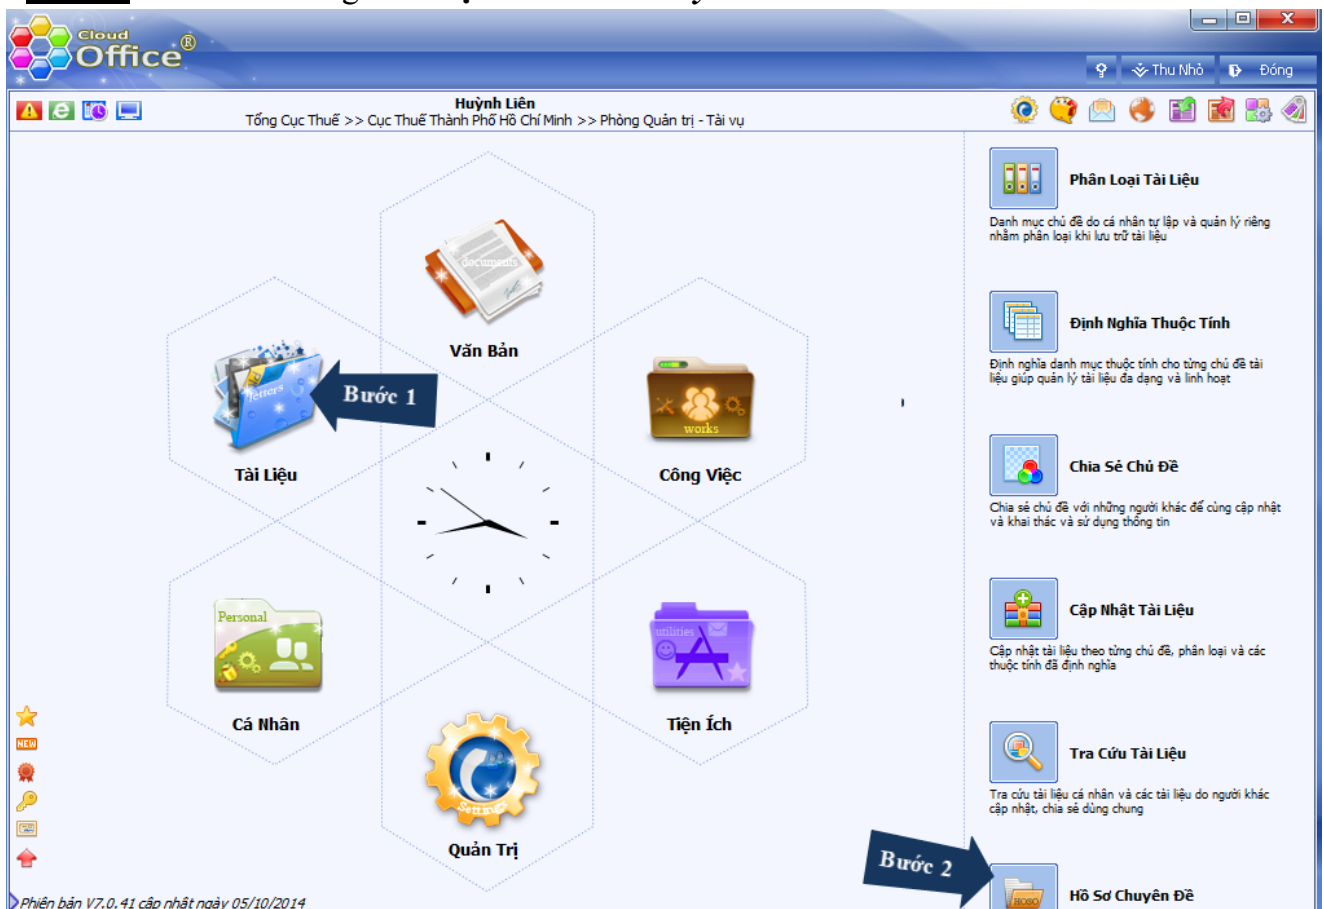 Cloud
Office®
Thu Nhỏ
Đóng
Huỳnh Liên
Tổng Cục Thuế >> Cục Thuế Thành Phố Hồ Chí Minh >> Phòng Quản trị - Tài vụ
documents
Văn Bản
letters
Bước 1
Tài Liệu
works
Công Việc
Personal
Cá Nhân
utilities
Tiện Ích
Settings
Quản Trị
NEW
Phiên bản V7.0.41 cập nhật ngày 05/10/2014
Phân Loại Tài Liệu
Danh mục chủ đề do cá nhân tự lập và quản lý riêng
nhằm phân loại khi lưu trữ tài liệu
Định Nghĩa Thuộc Tính
Định nghĩa danh mục thuộc tính cho từng chủ đề tài
liệu giúp quản lý tài liệu đa dạng và linh hoạt
Chia Sẻ Chủ Đề
Chia sẻ chủ đề với những người khác để cùng cập nhật
và khai thác và sử dụng thông tin
Cập Nhật Tài Liệu
Cập nhật tài liệu theo từng chủ đề, phân loại và các
thuộc tính đã định nghĩa
Tra Cứu Tài Liệu
Tra cứu tài liệu cá nhân và các tài liệu do người khác
cập nhật, chia sẻ dùng chung
Bước 2
HOSO
Hồ Sơ Chuyên Đề